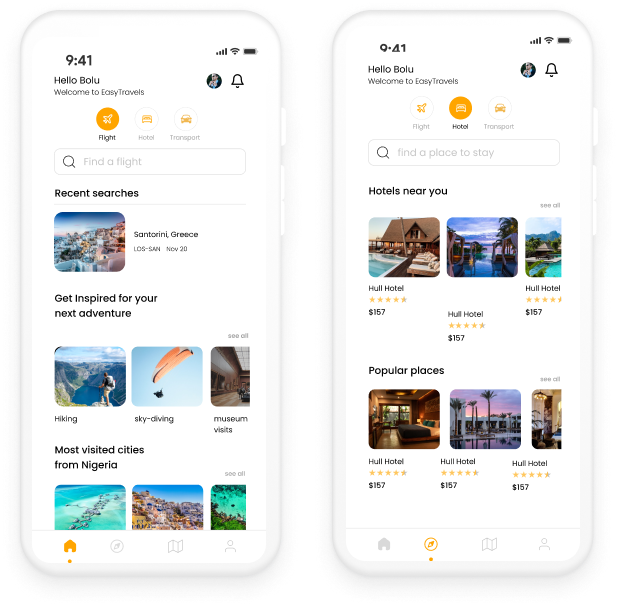 9:41
Hello Bolu
Welcome to EasyTravels
Flight
Hotel
Transport
Find a flight
Recent searches
Santorini, Greece
LOS-SAN Nov 20
Get Inspired for your
next adventure
see all
Hiking
sky-diving
museum
visits
Most visited cities
from Nigeria
see all
9:41
Hello Bolu
Welcome to EasyTravels
Flight
Hotel
Transport
find a place to stay
Hotels near you
see all
Hull Hotel
$157
Hull Hotel
$157
Hull Hotel
$157
Popular places
see all
Hull Hotel
$157
Hull Hotel
$157
Hull Hotel
$157